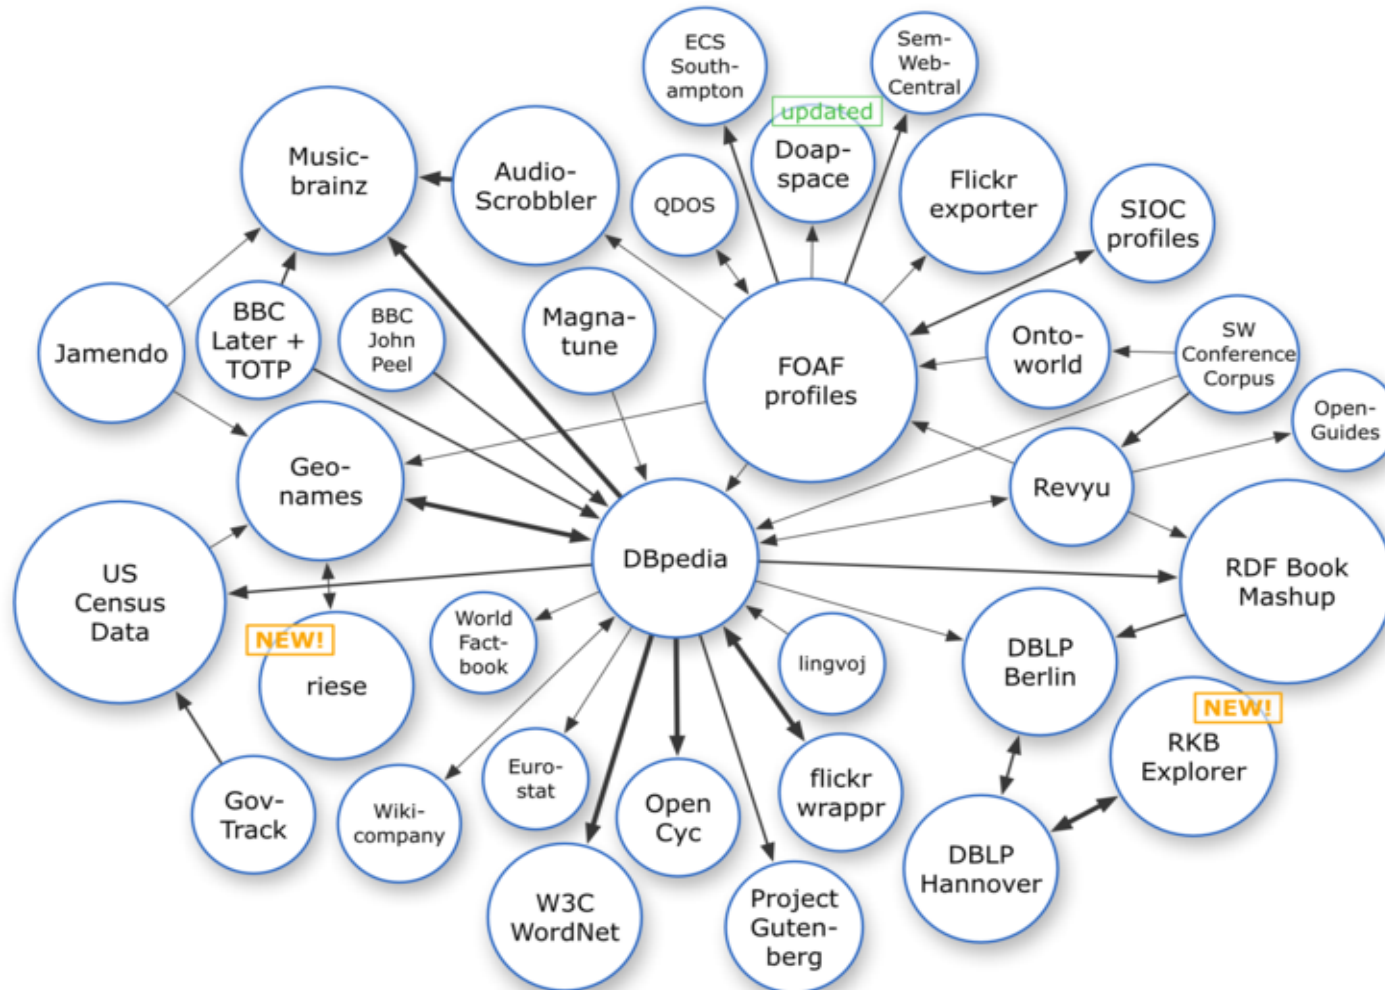 ECS
South-
ampton
Sem-
Web-
Central
updated
Doap-
space
Music-
brainz
Audio-
Scrobbler
QDOS
Flickr
exporter
SIOC
profiles
Jamendo
BBC
Later +
TOTP
BBC
John
Peel
Magna-
tune
FOAF
profiles
Onto-
world
SW
Conference
Corpus
Open-
Guides
Geo-
names
Revyu
US
Census
Data
DBpedia
RDF Book
Mashup
NEW!
riese
World
Fact-
book
lingvoj
DBLP
Berlin
NEW!
RKB
Explorer
Gov-
Track
Wiki-
company
Euro-
stat
Open
Cyc
flickr
wrappr
DBLP
Hannover
W3C
WordNet
Project
Guten-
berg